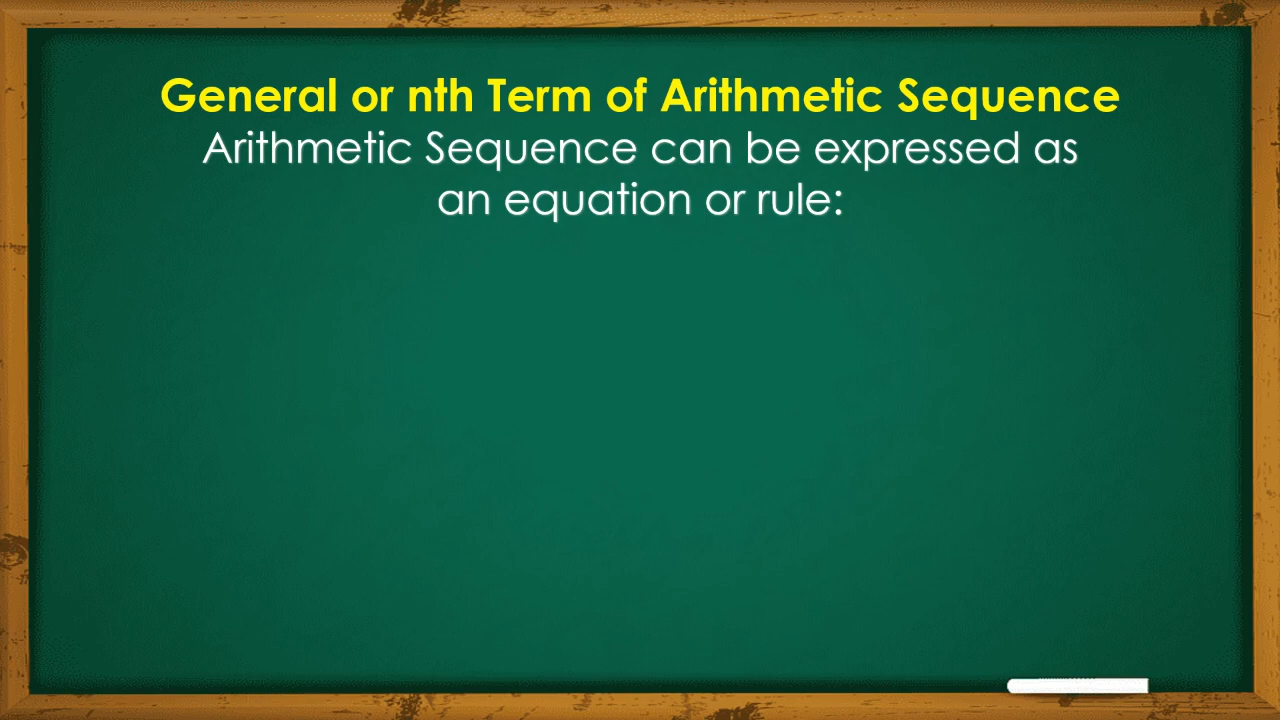 General or nth Term of Arithmetic Sequence
Arithmetic Sequence can be expressed as
an equation or rule: